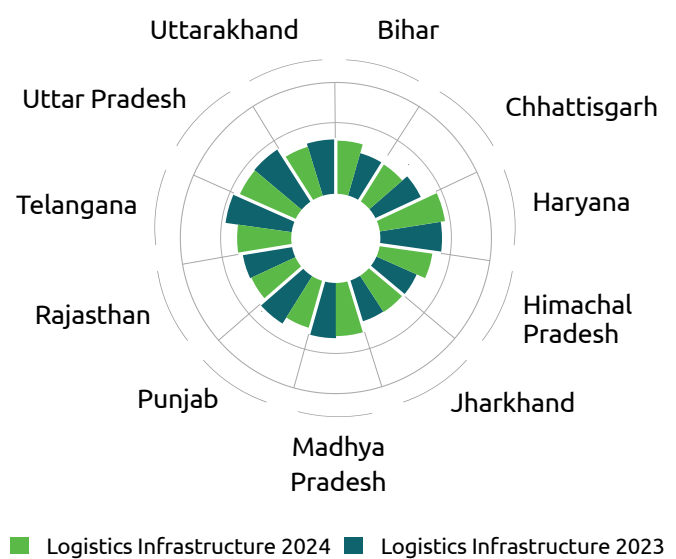 Uttarakhand
Bihar
Uttar Pradesh
Chhattisgarh
Telangana
Haryana
Rajasthan
Himachal
Pradesh
Punjab
Jharkhand
Madhya
Pradesh
Logistics Infrastructure 2024
Logistics Infrastructure 2023